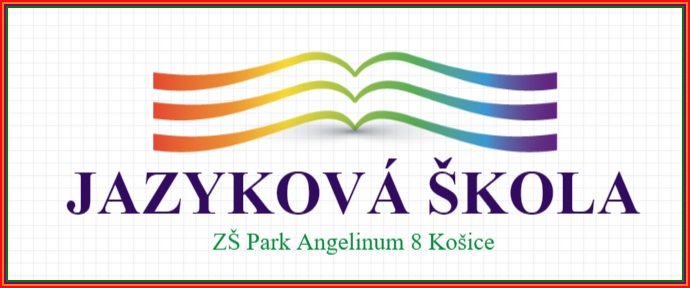 JAZYKOVÁ ŠKOLA
ZŠ Park Angelinum 8 Košice